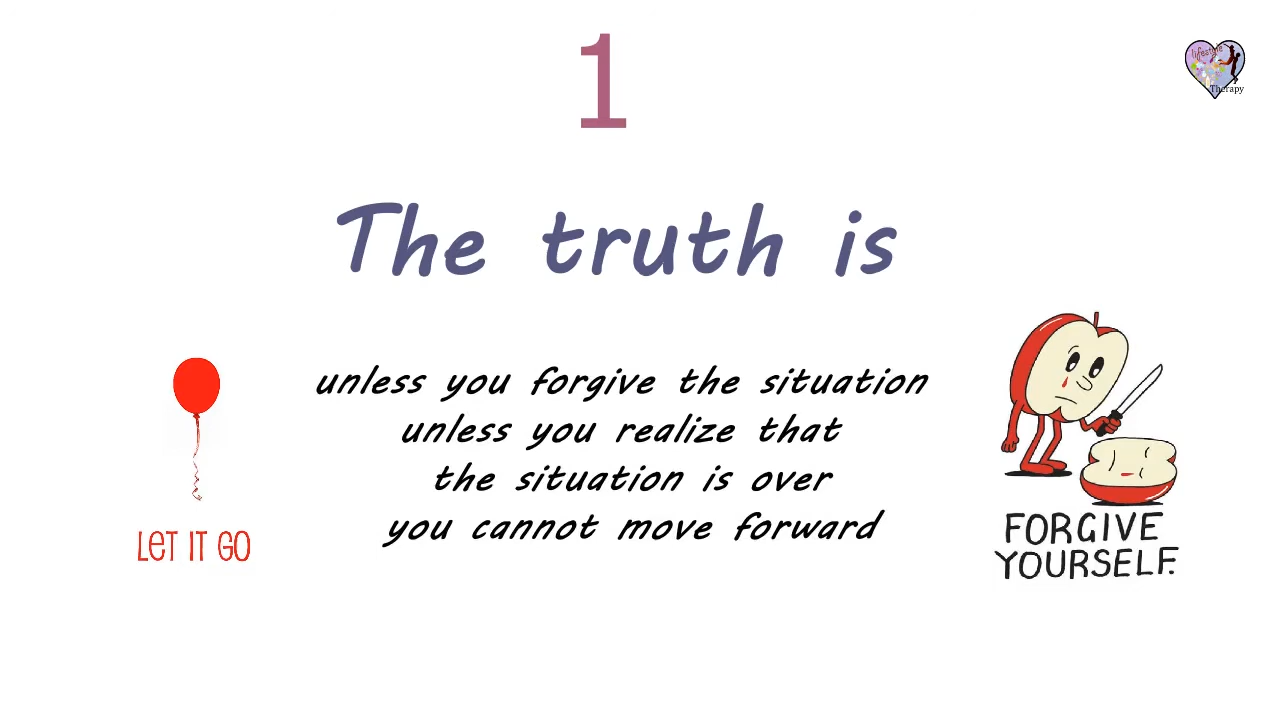 1
lifestyle
Therapy
The truth is
unless you forgive the situation
unless you realize that
the situation is over
you cannot move forward
LET IT GO
FORGIVE
YOURSELF.